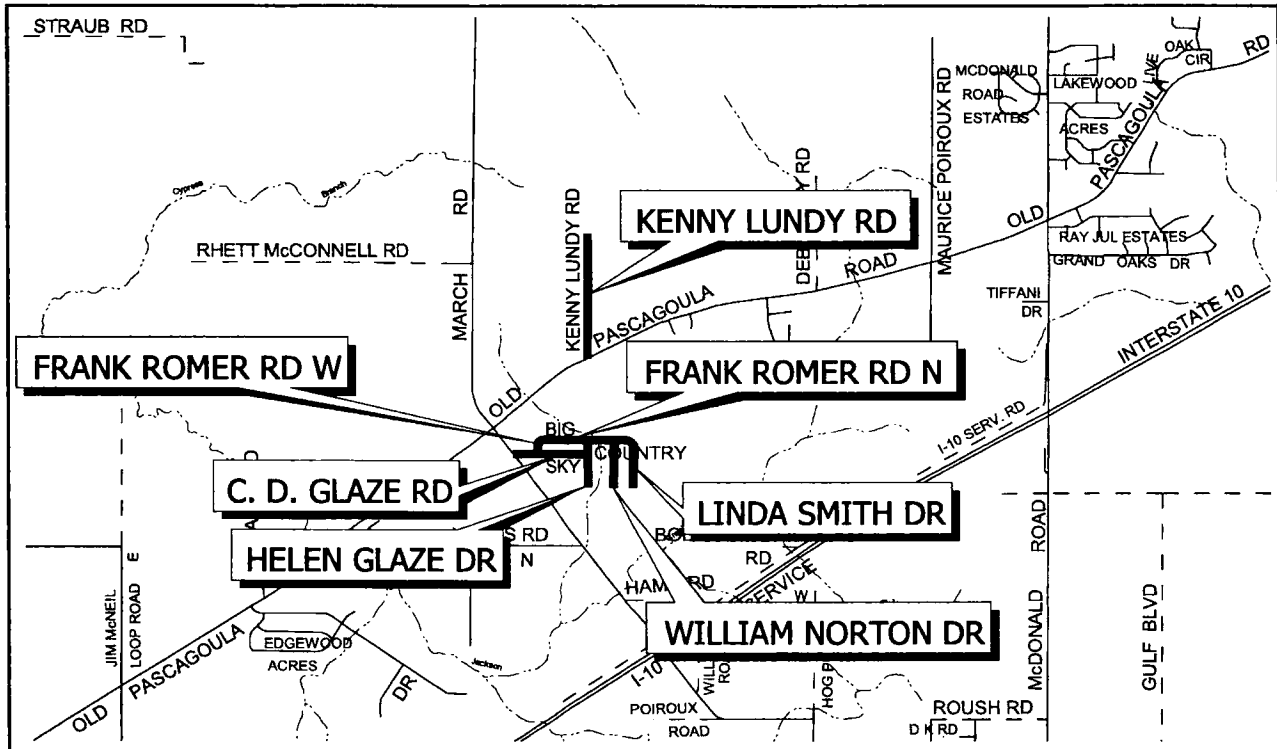 STRAUB RD
OAK
CIR
RD
LIVE
MCDONALD
ROAD
ESTATES
LAKEWOOD
ACRES
PASCAGOULA
OLD
MAURICE POIROUX RD
Cypress
Branch
MARCH RD
KENNY LUNDY RD
KENNY LUNDY RD
RHETT McCONNELL RD
RAY JUL ESTATES
GRAND OAKS DR
TIFFANI
DR
INTERSTATE 10
PASCAGOULA
ROAD
OLD
FRANK ROMER RD W
FRANK ROMER RD N
BIG
SKY
COUNTRY
I-10 SERV. RD
C. D. GLAZE RD
LINDA SMITH DR
HELEN GLAZE DR
RD
N
RD
RD
SERVICE
I-10
WILLIAM NORTON DR
McDONALD ROAD
GULF BLVD
JIM McNEIL
LOOP ROAD E
OLD PASCAGOULA
EDGEWOOD
ACRES
DR
Jackson
POIROUX
ROAD
ROUSH RD
D K RD